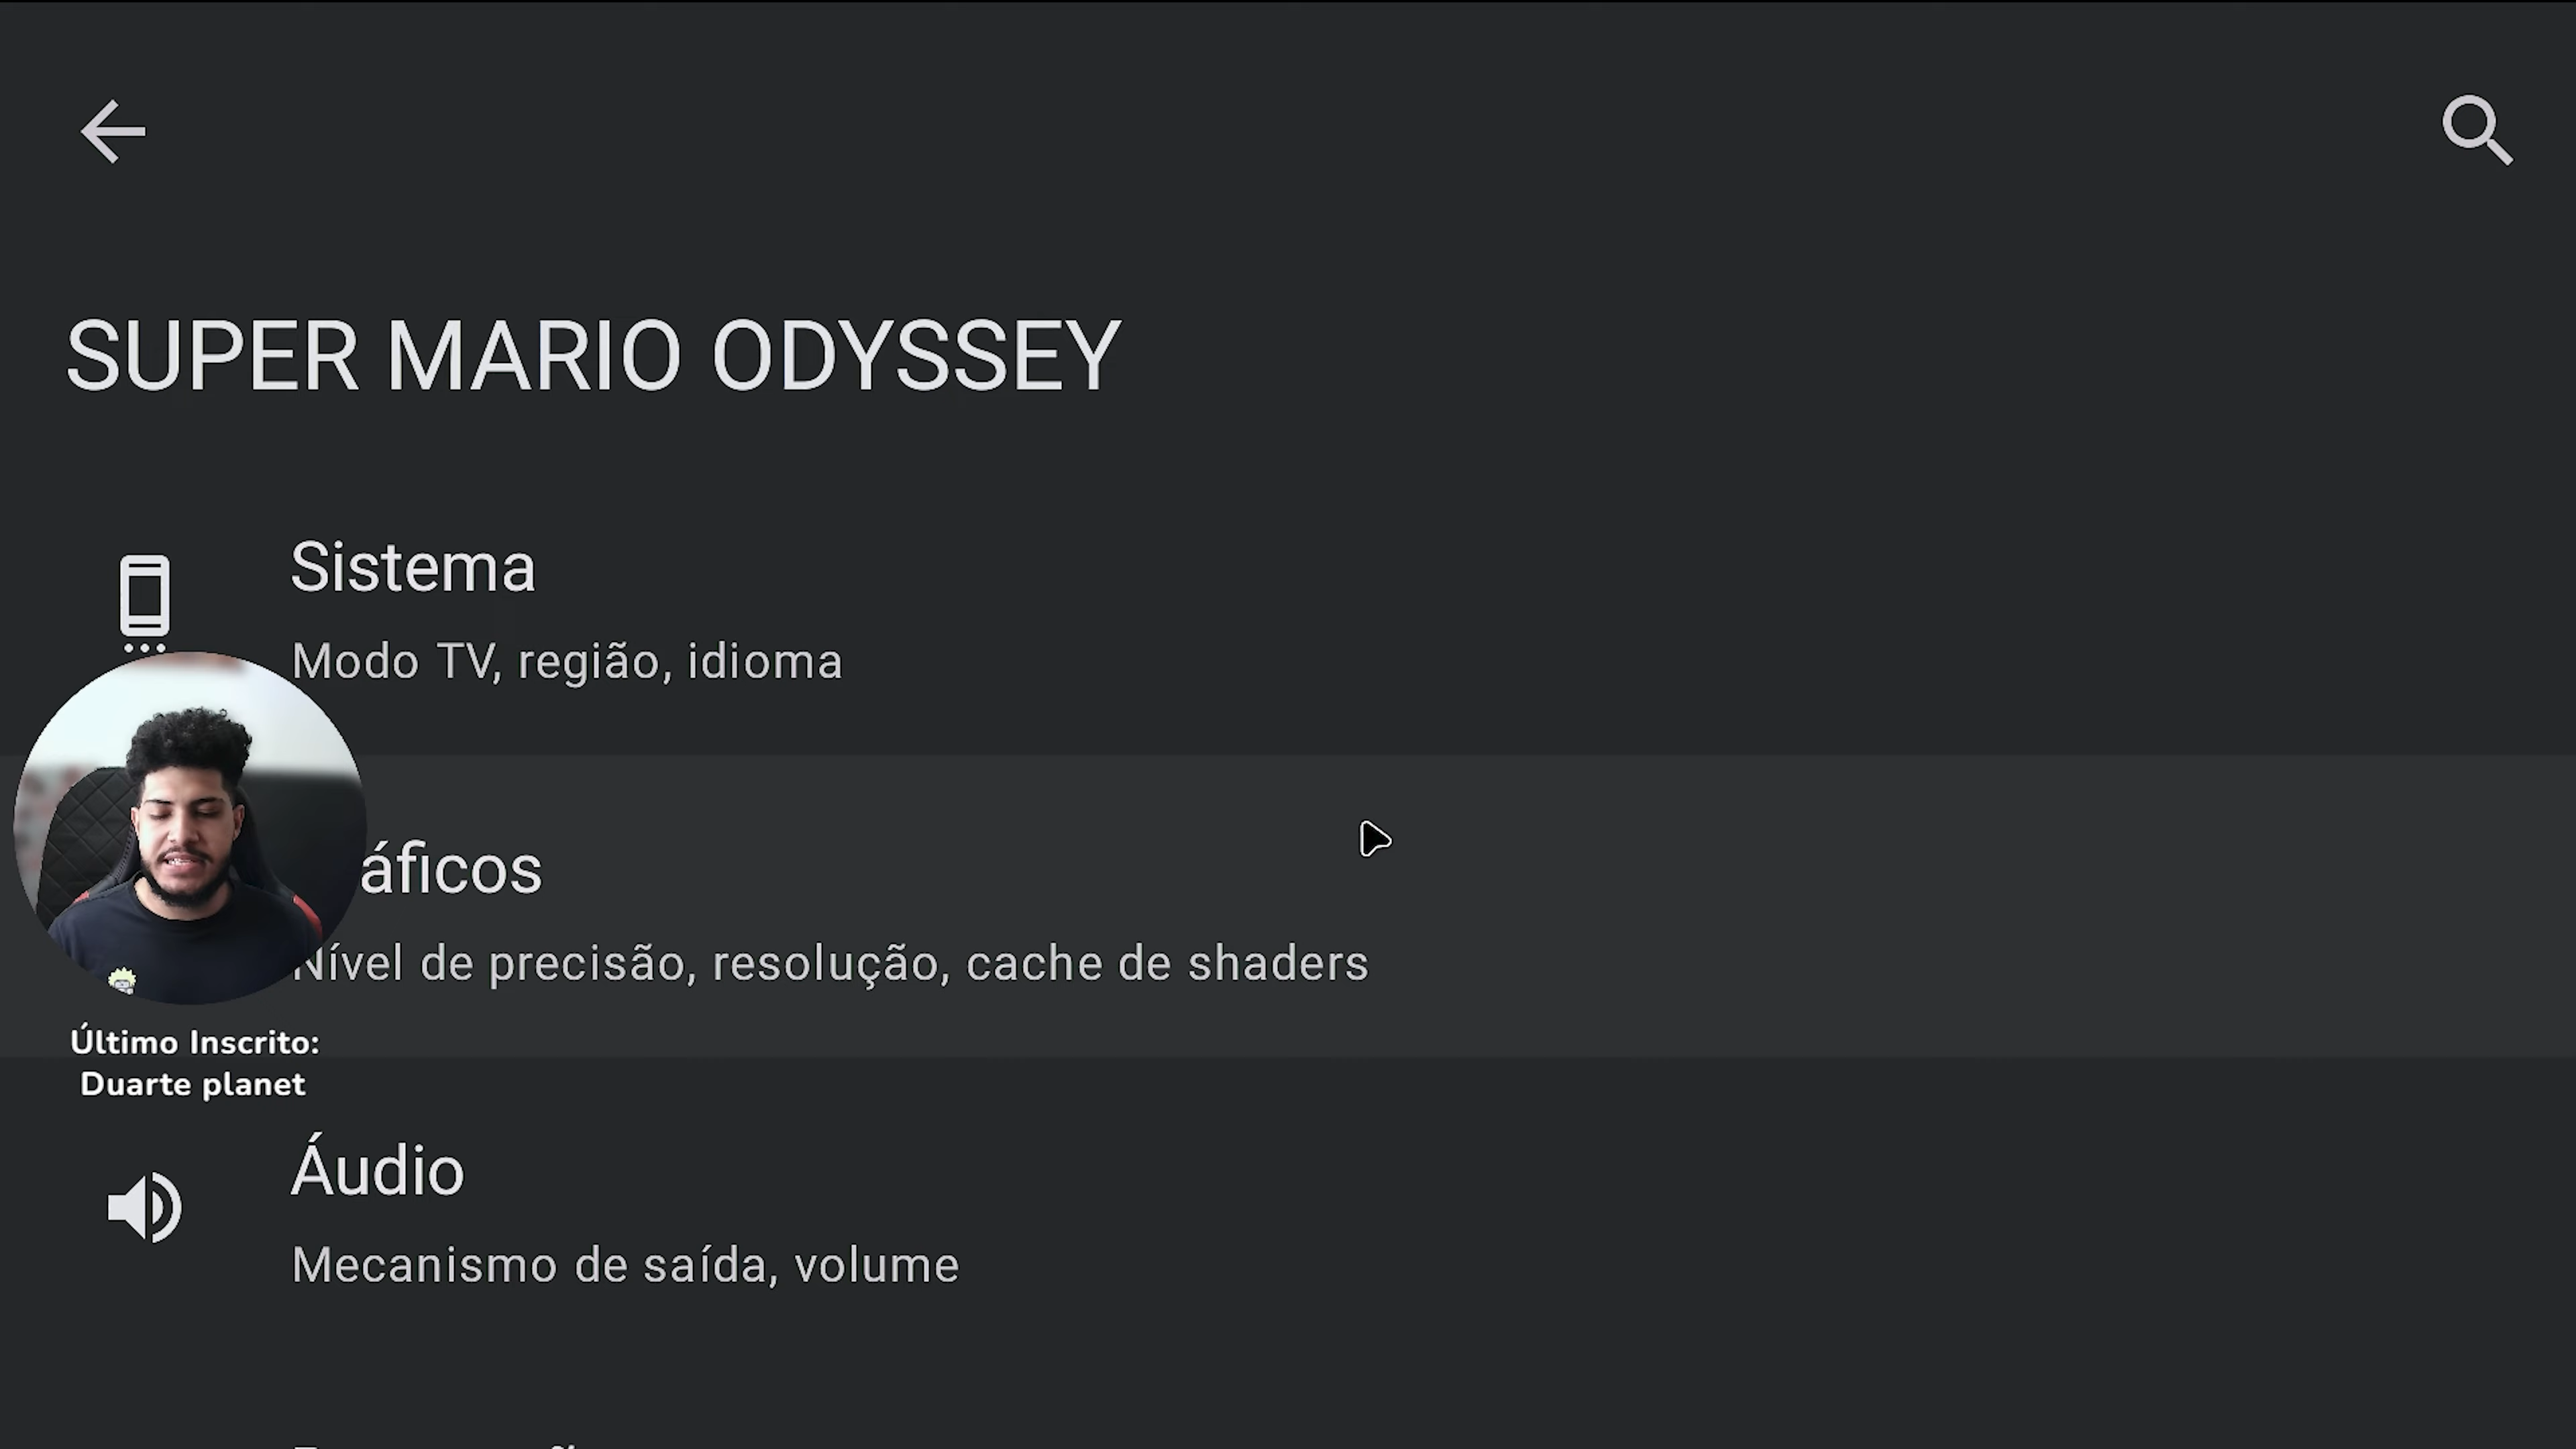 SUPER MARIO ODYSSEY
Sistema
Modo TV, região, idioma
áficos
Nível de precisão, resolução, cache de shaders
Último Inscrito:
Duarte planet
Áudio
Mecanismo de saída, volume